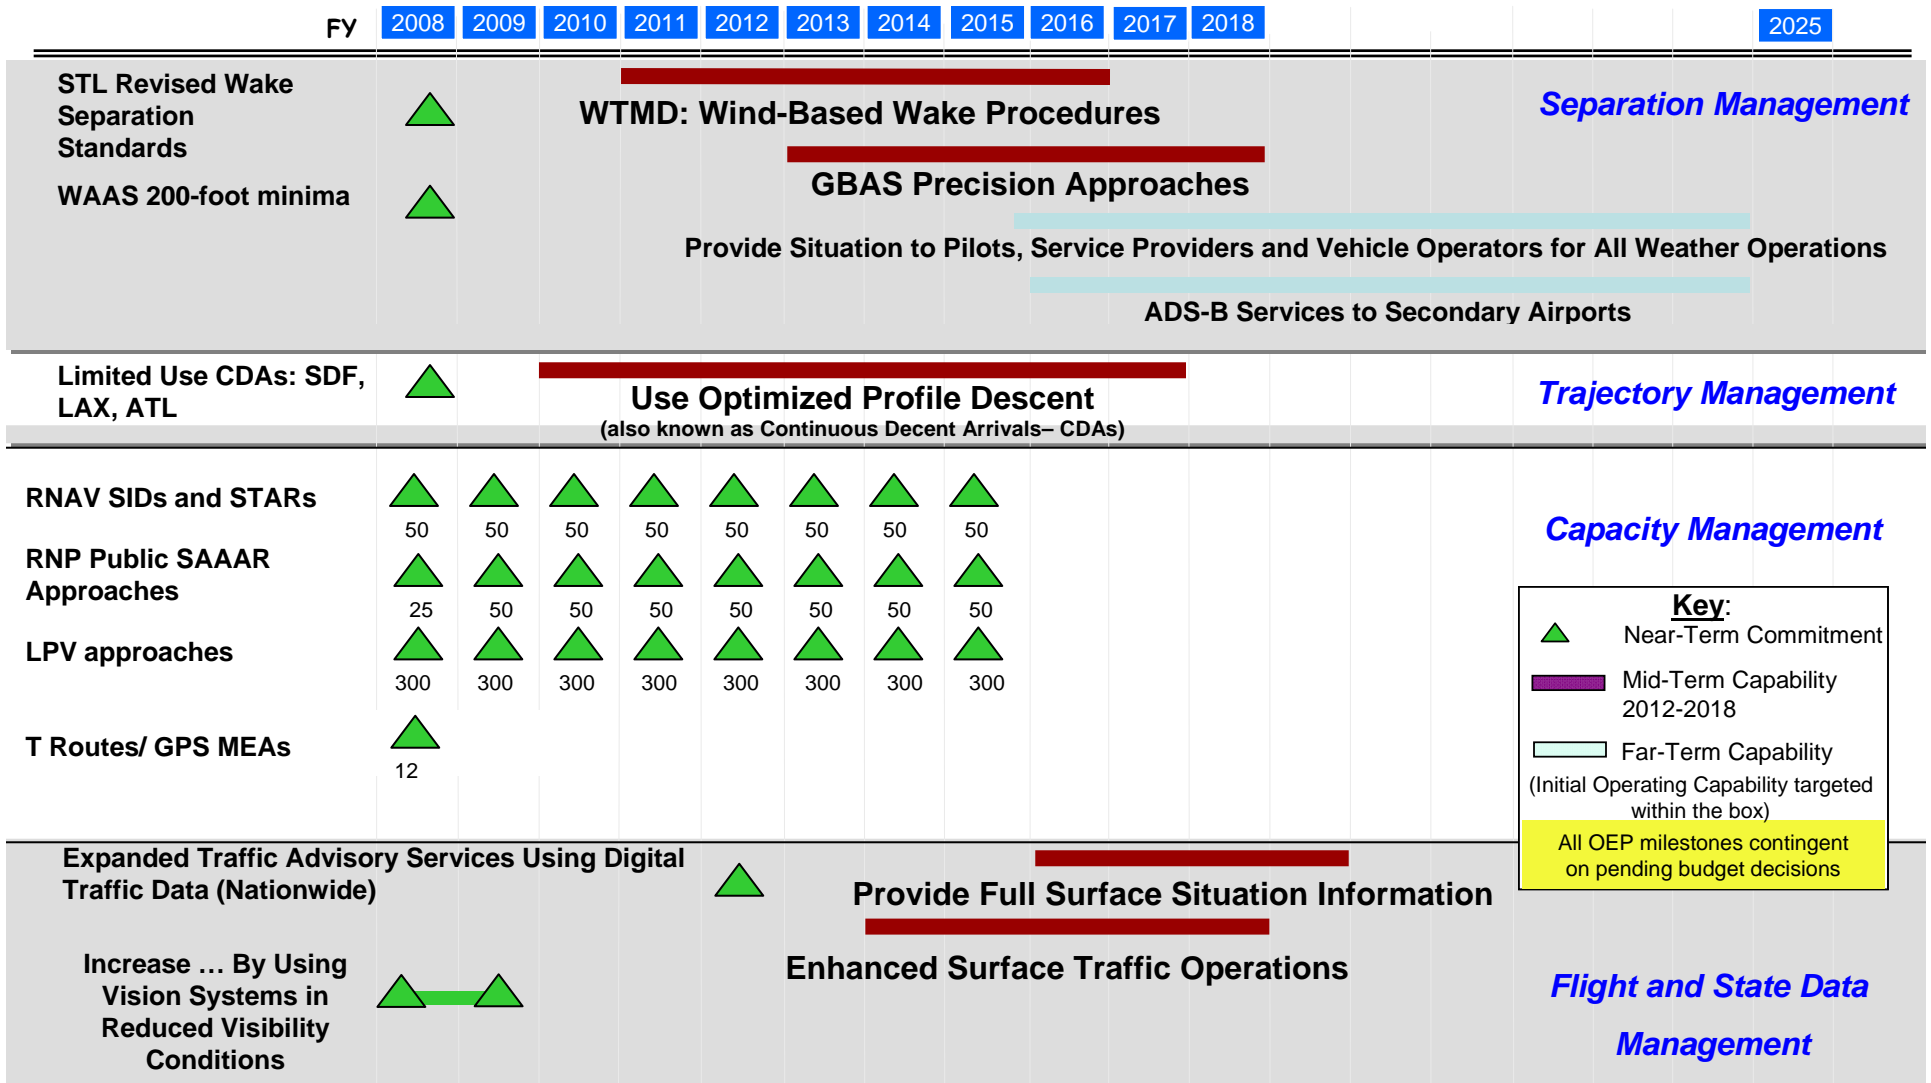 FY 2008 2009 2010 2011 2012 2013 2014 2015 2016 2017 2018 2025
STL Revised Wake
Separation
Standards
WTMD: Wind-Based Wake Procedures
Separation Management
WAAS 200-foot minima
GBAS Precision Approaches
Provide Situation to Pilots, Service Providers and Vehicle Operators for All Weather Operations
ADS-B Services to Secondary Airports
Limited Use CDAs: SDF,
LAX, ATL
Use Optimized Profile Descent
(also known as Continuous Decent Arrivals– CDAs)
Trajectory Management
RNAV SIDs and STARs
50 50 50 50 50 50 50 50
Capacity Management
RNP Public SAAAR
Approaches
25 50 50 50 50 50 50 50
LPV approaches
300 300 300 300 300 300 300 300
T Routes/ GPS MEAs
12
Key:
Near-Term Commitment
Mid-Term Capability
2012-2018
Far-Term Capability
(Initial Operating Capability targeted
within the box)
All OEP milestones contingent
on pending budget decisions
Expanded Traffic Advisory Services Using Digital
Traffic Data (Nationwide)
Provide Full Surface Situation Information
Enhanced Surface Traffic Operations
Increase … By Using
Vision Systems in
Reduced Visibility
Conditions
Flight and State Data
Management